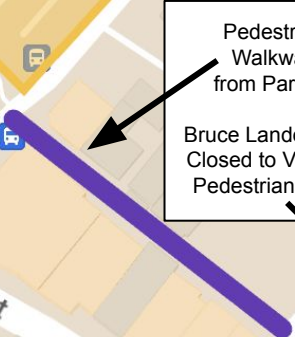 Pedestr
Walkwa
from Par
Bruce Lande
Closed to V
Pedestrian
t